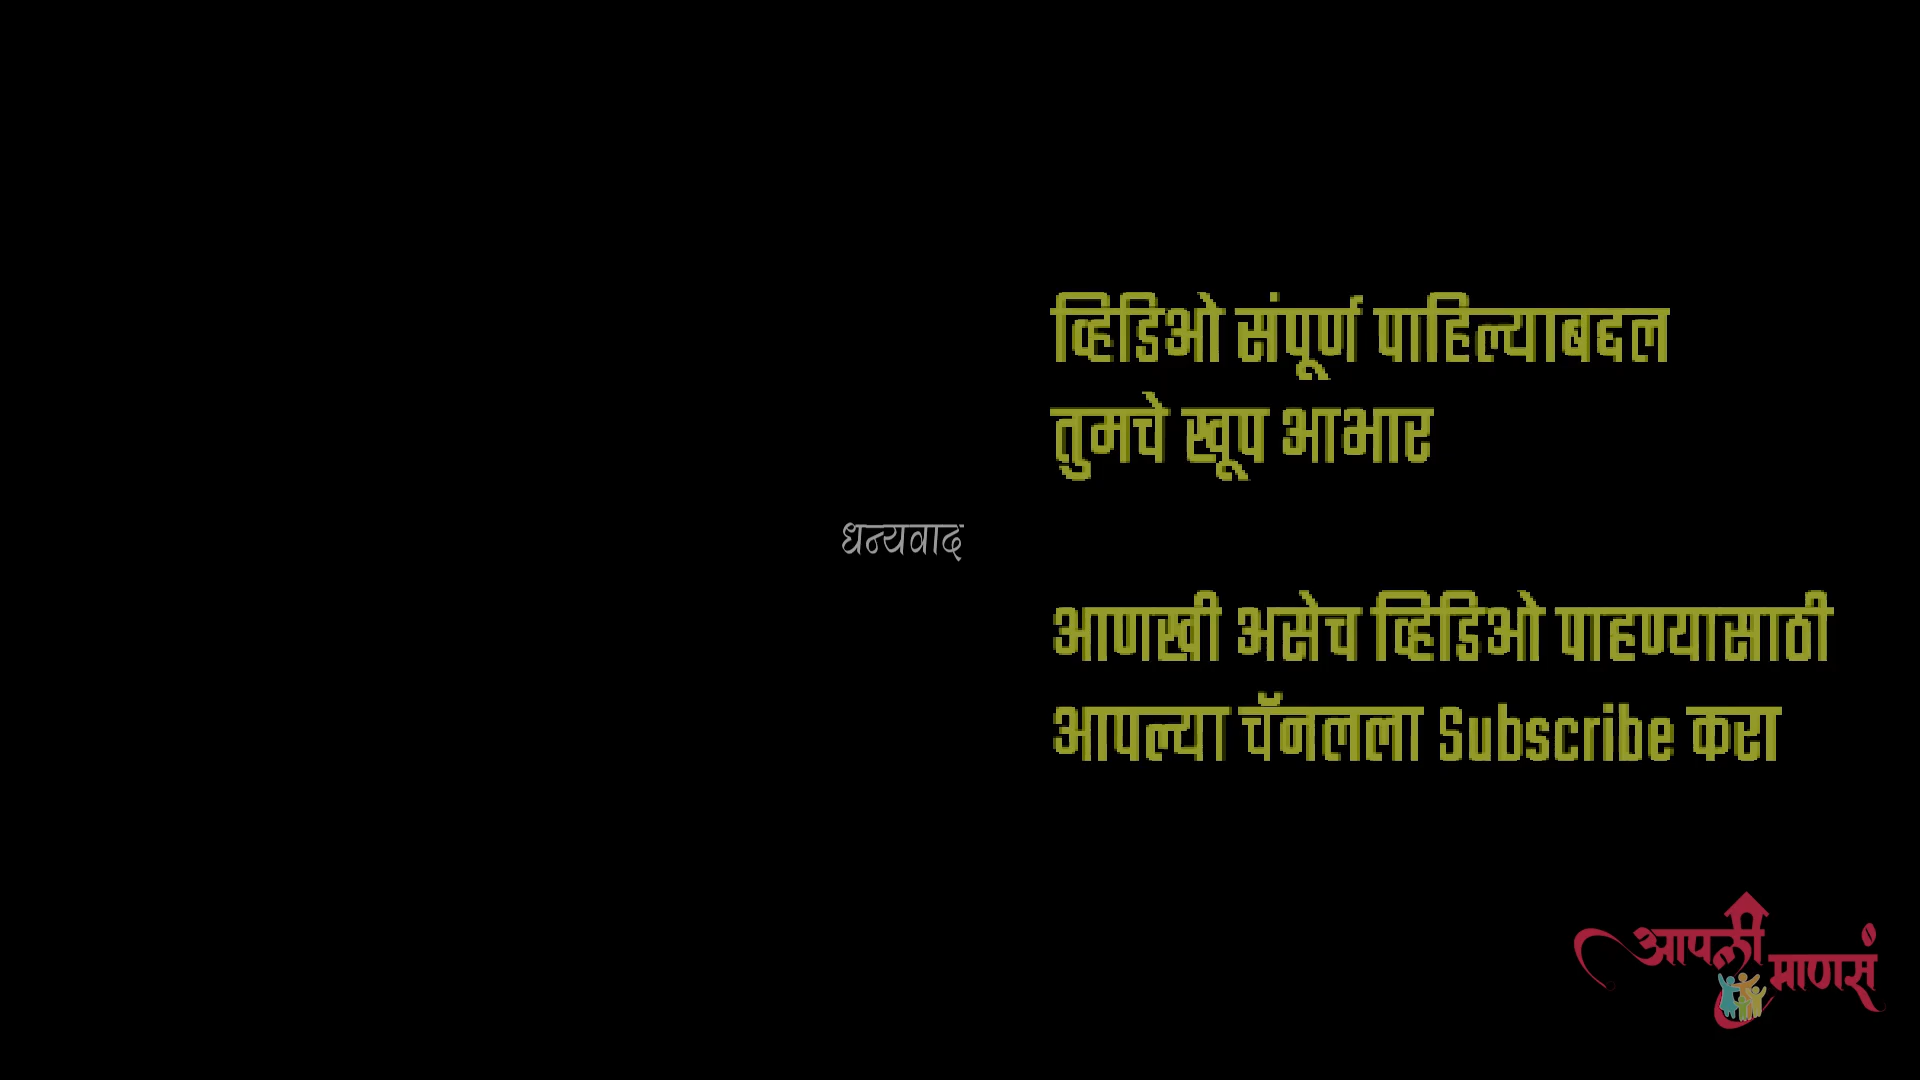 व्हिडिओ संपूर्ण पाहिल्याबद्दल
तुमचे खूप आभार
धन्यवाद
आणखी असेच व्हिडिओ पाहण्यासाठी
आपल्या चॅनलला Subscribe करा
आपली
माणसं